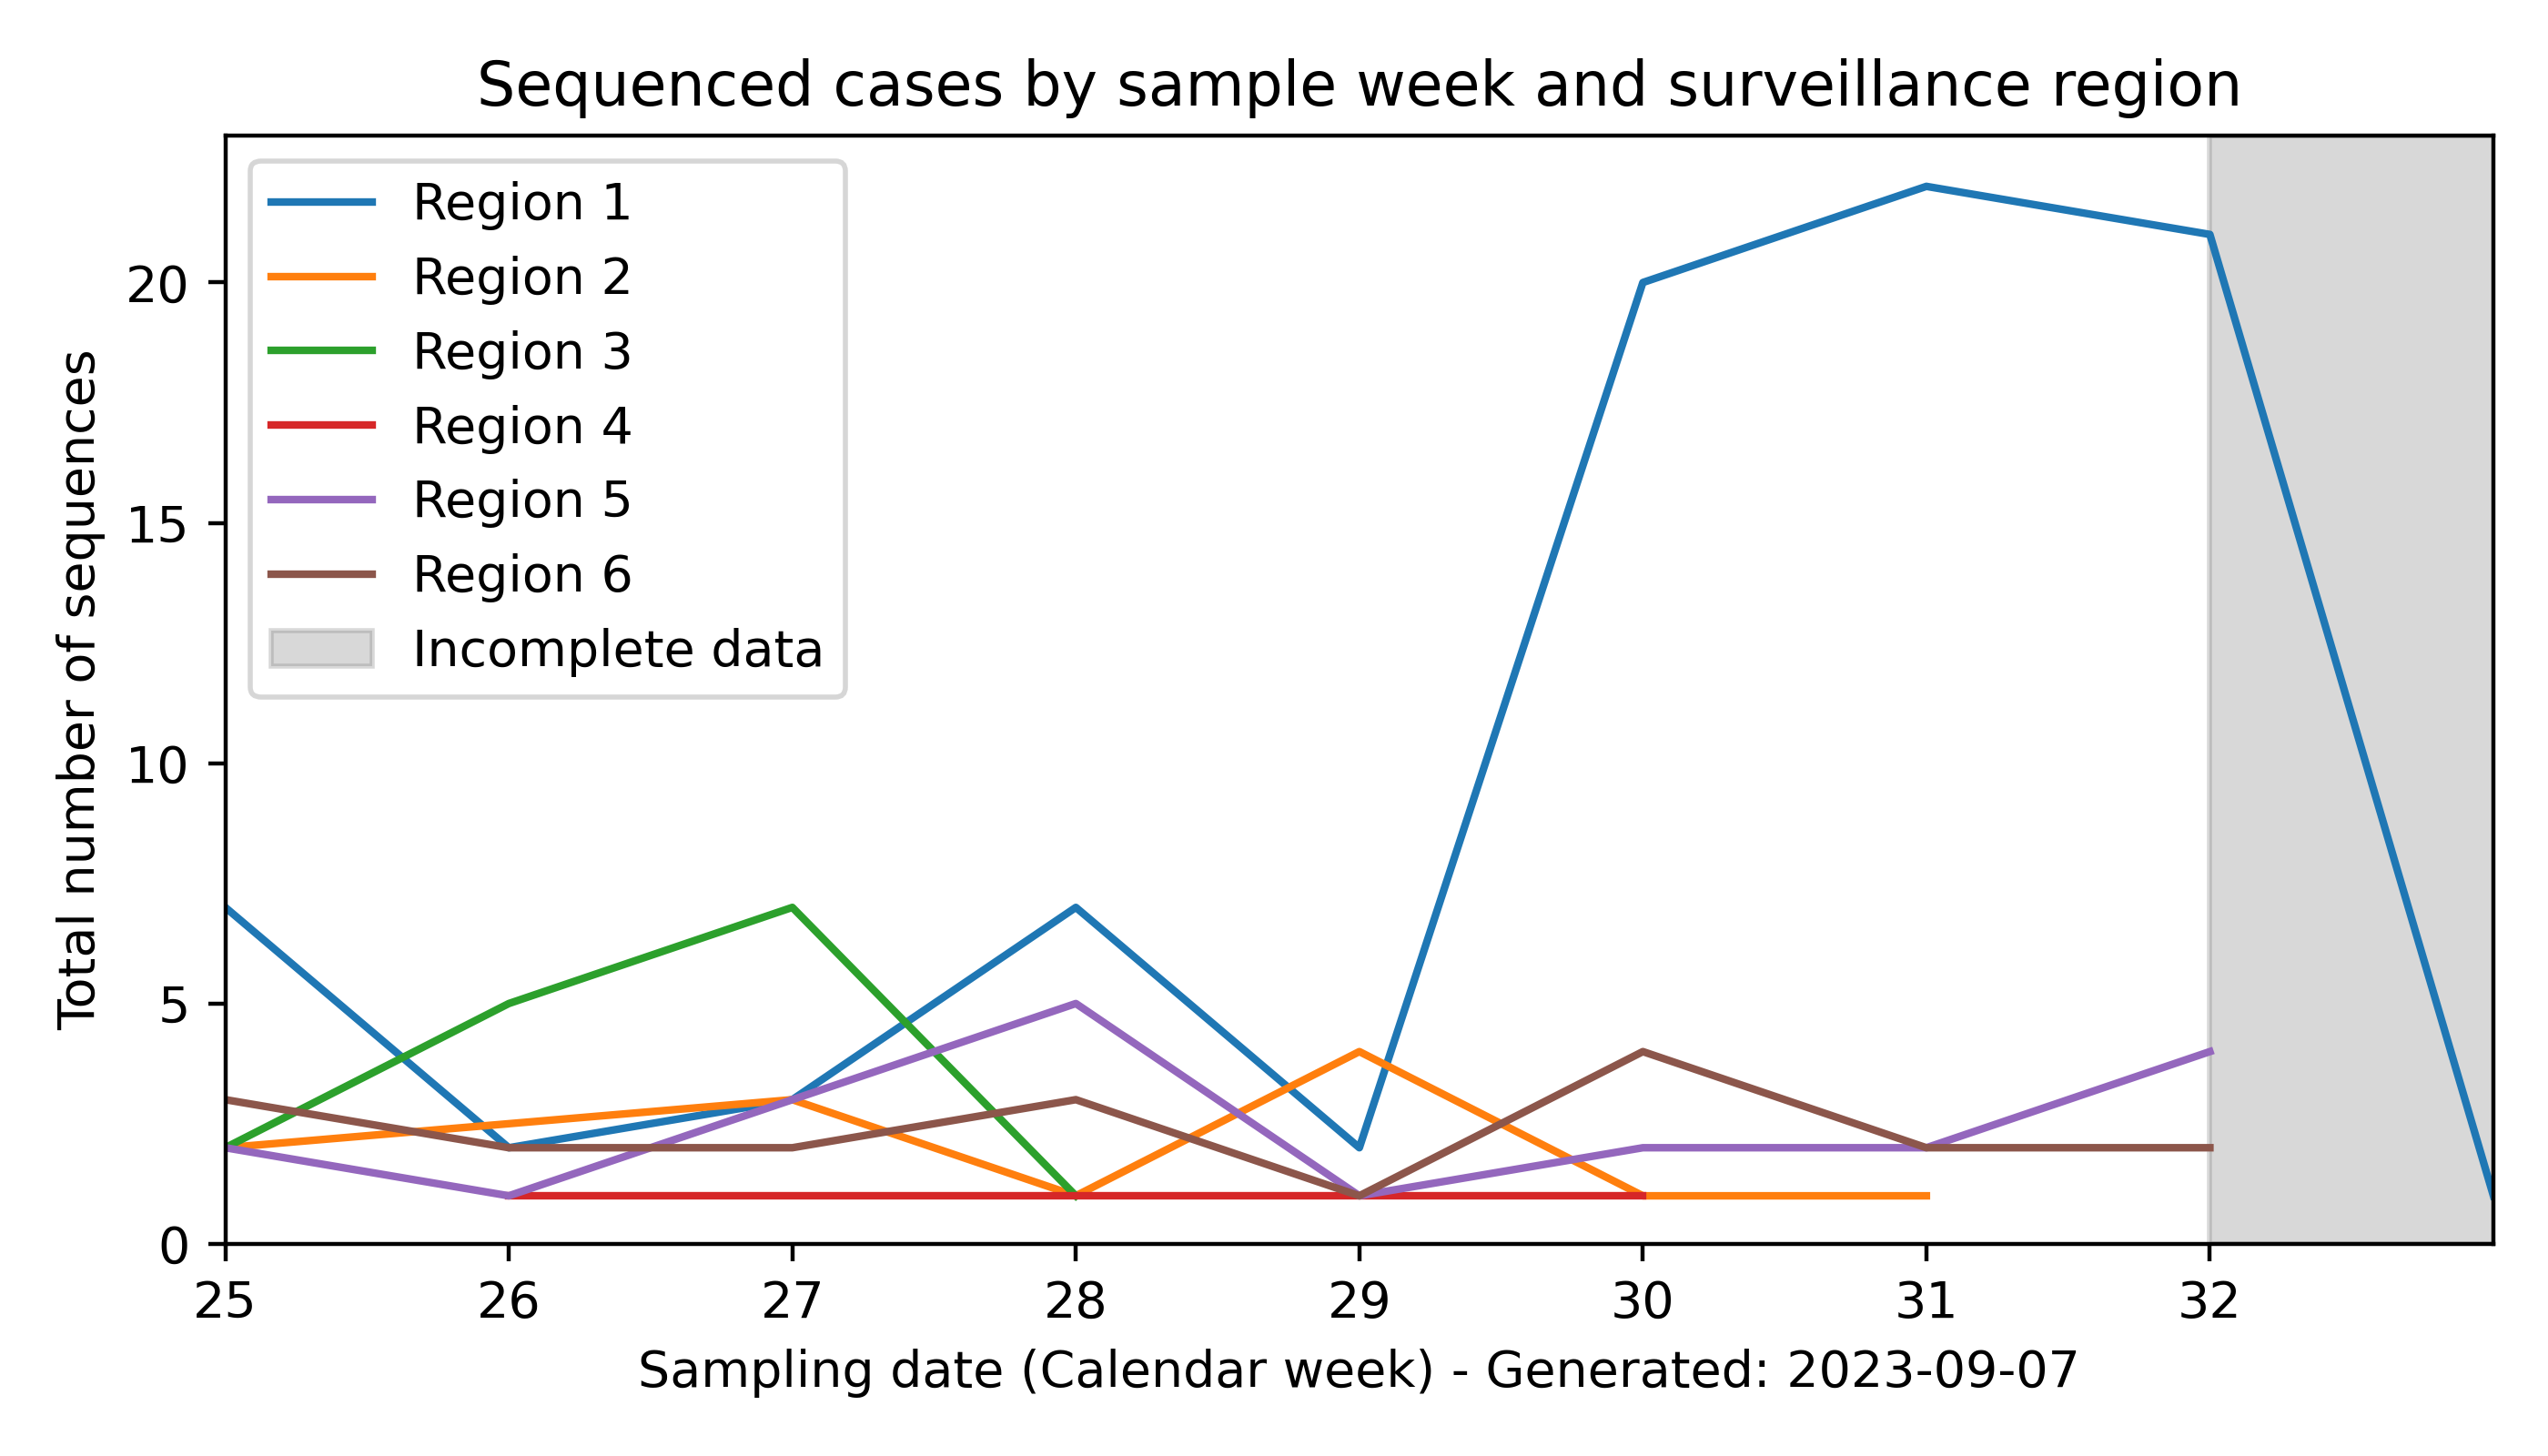 Sequenced cases by sample week and surveillance region
Region 1
Region 2
Region 3
Region 4
Region 5
Region 6
Incomplete data
Total number of sequences
20
15
10
5
0
25 26 27 28 29 30 31 32
Sampling date (Calendar week) - Generated: 2023-09-07